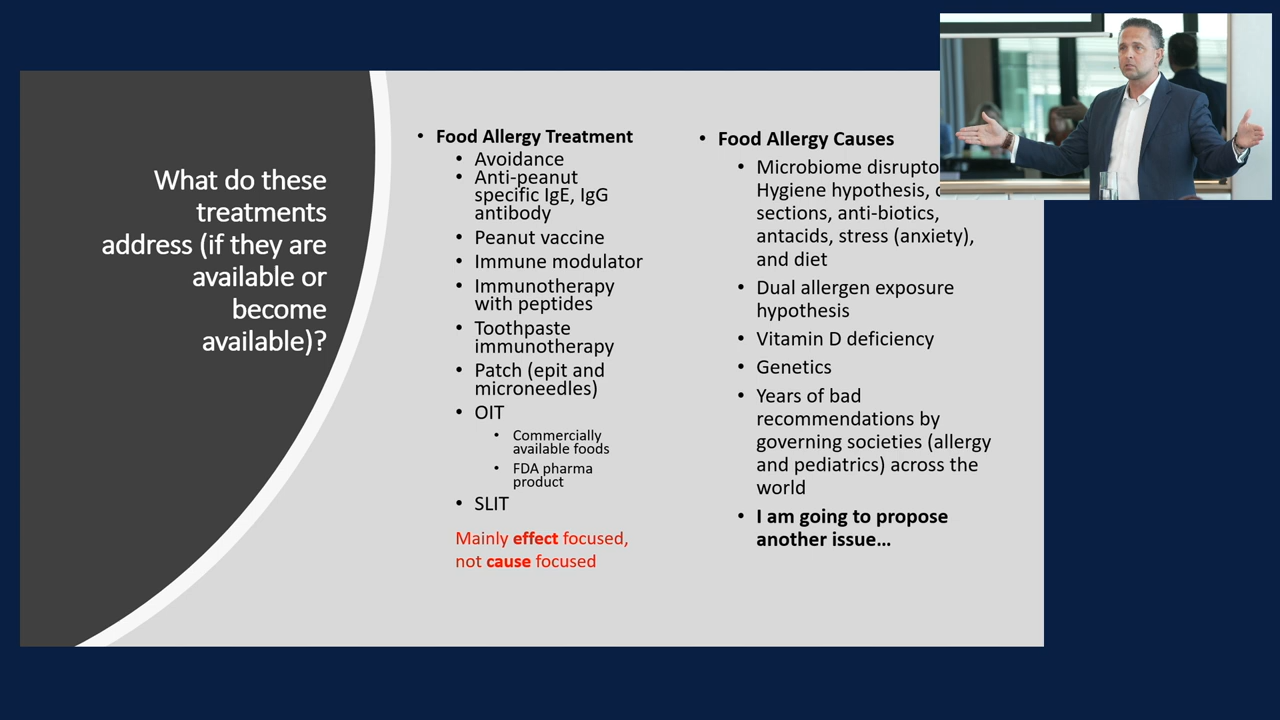 What do these
treatments
address (if they are
available or
become
available)?
• Food Allergy Treatment
• Avoidance
• Anti-peanut
specific IgE, IgG
antibody
• Peanut vaccine
• Immune modulator
• Immunotherapy
with peptides
• Toothpaste
immunotherapy
• Patch (epit and
microneedles)
• OIT
• Commercially
available foods
• FDA pharma
product
• SLIT
Mainly effect focused,
not cause focused
• Food Allergy Causes
• Microbiome
Hygiene hypothesis,
sections, anti-biotics,
antacids, stress (anxiety),
and diet
• Dual allergen exposure
hypothesis
• Vitamin D deficiency
• Genetics
• Years of bad
recommendations by
governing societies (allergy
and pediatrics) across the
world
• I am going to propose
another issue...